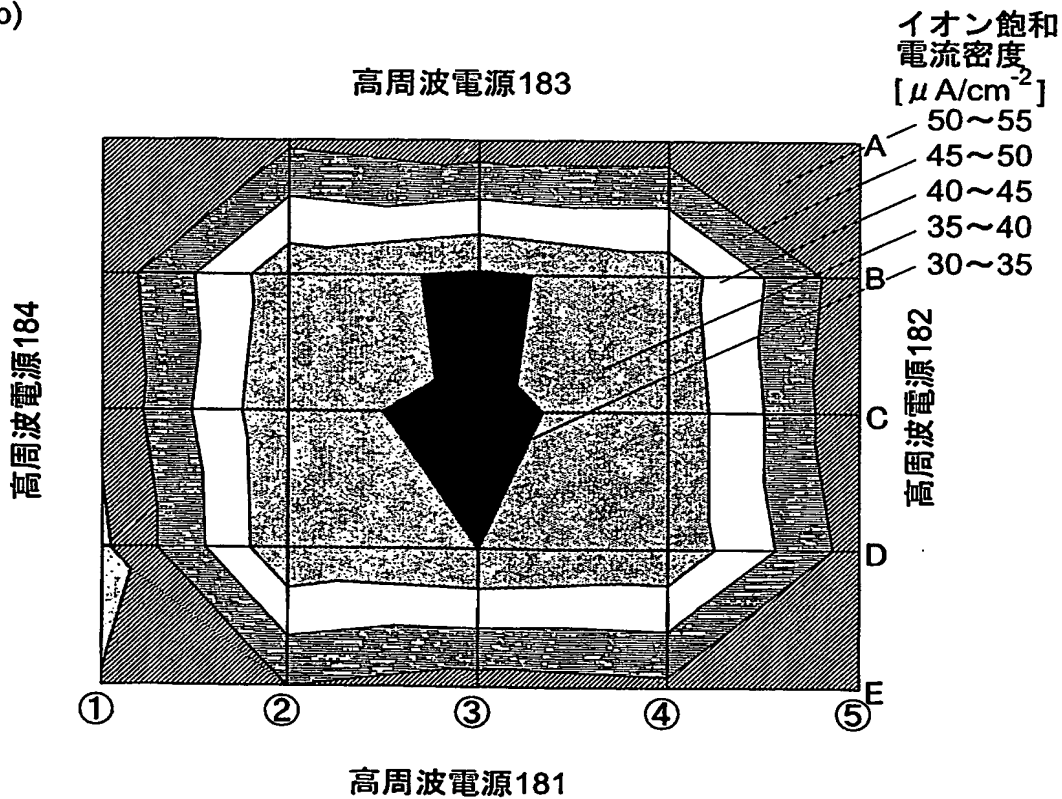 b)
イオン飽和
電流密度
[μA/cm-2]
高周波電源183
50～55
45～50
40～45
35～40
30～35
A
B
C
D
E
高周波電源184
高周波電源182
① ② ③ ④ ⑤
高周波電源181